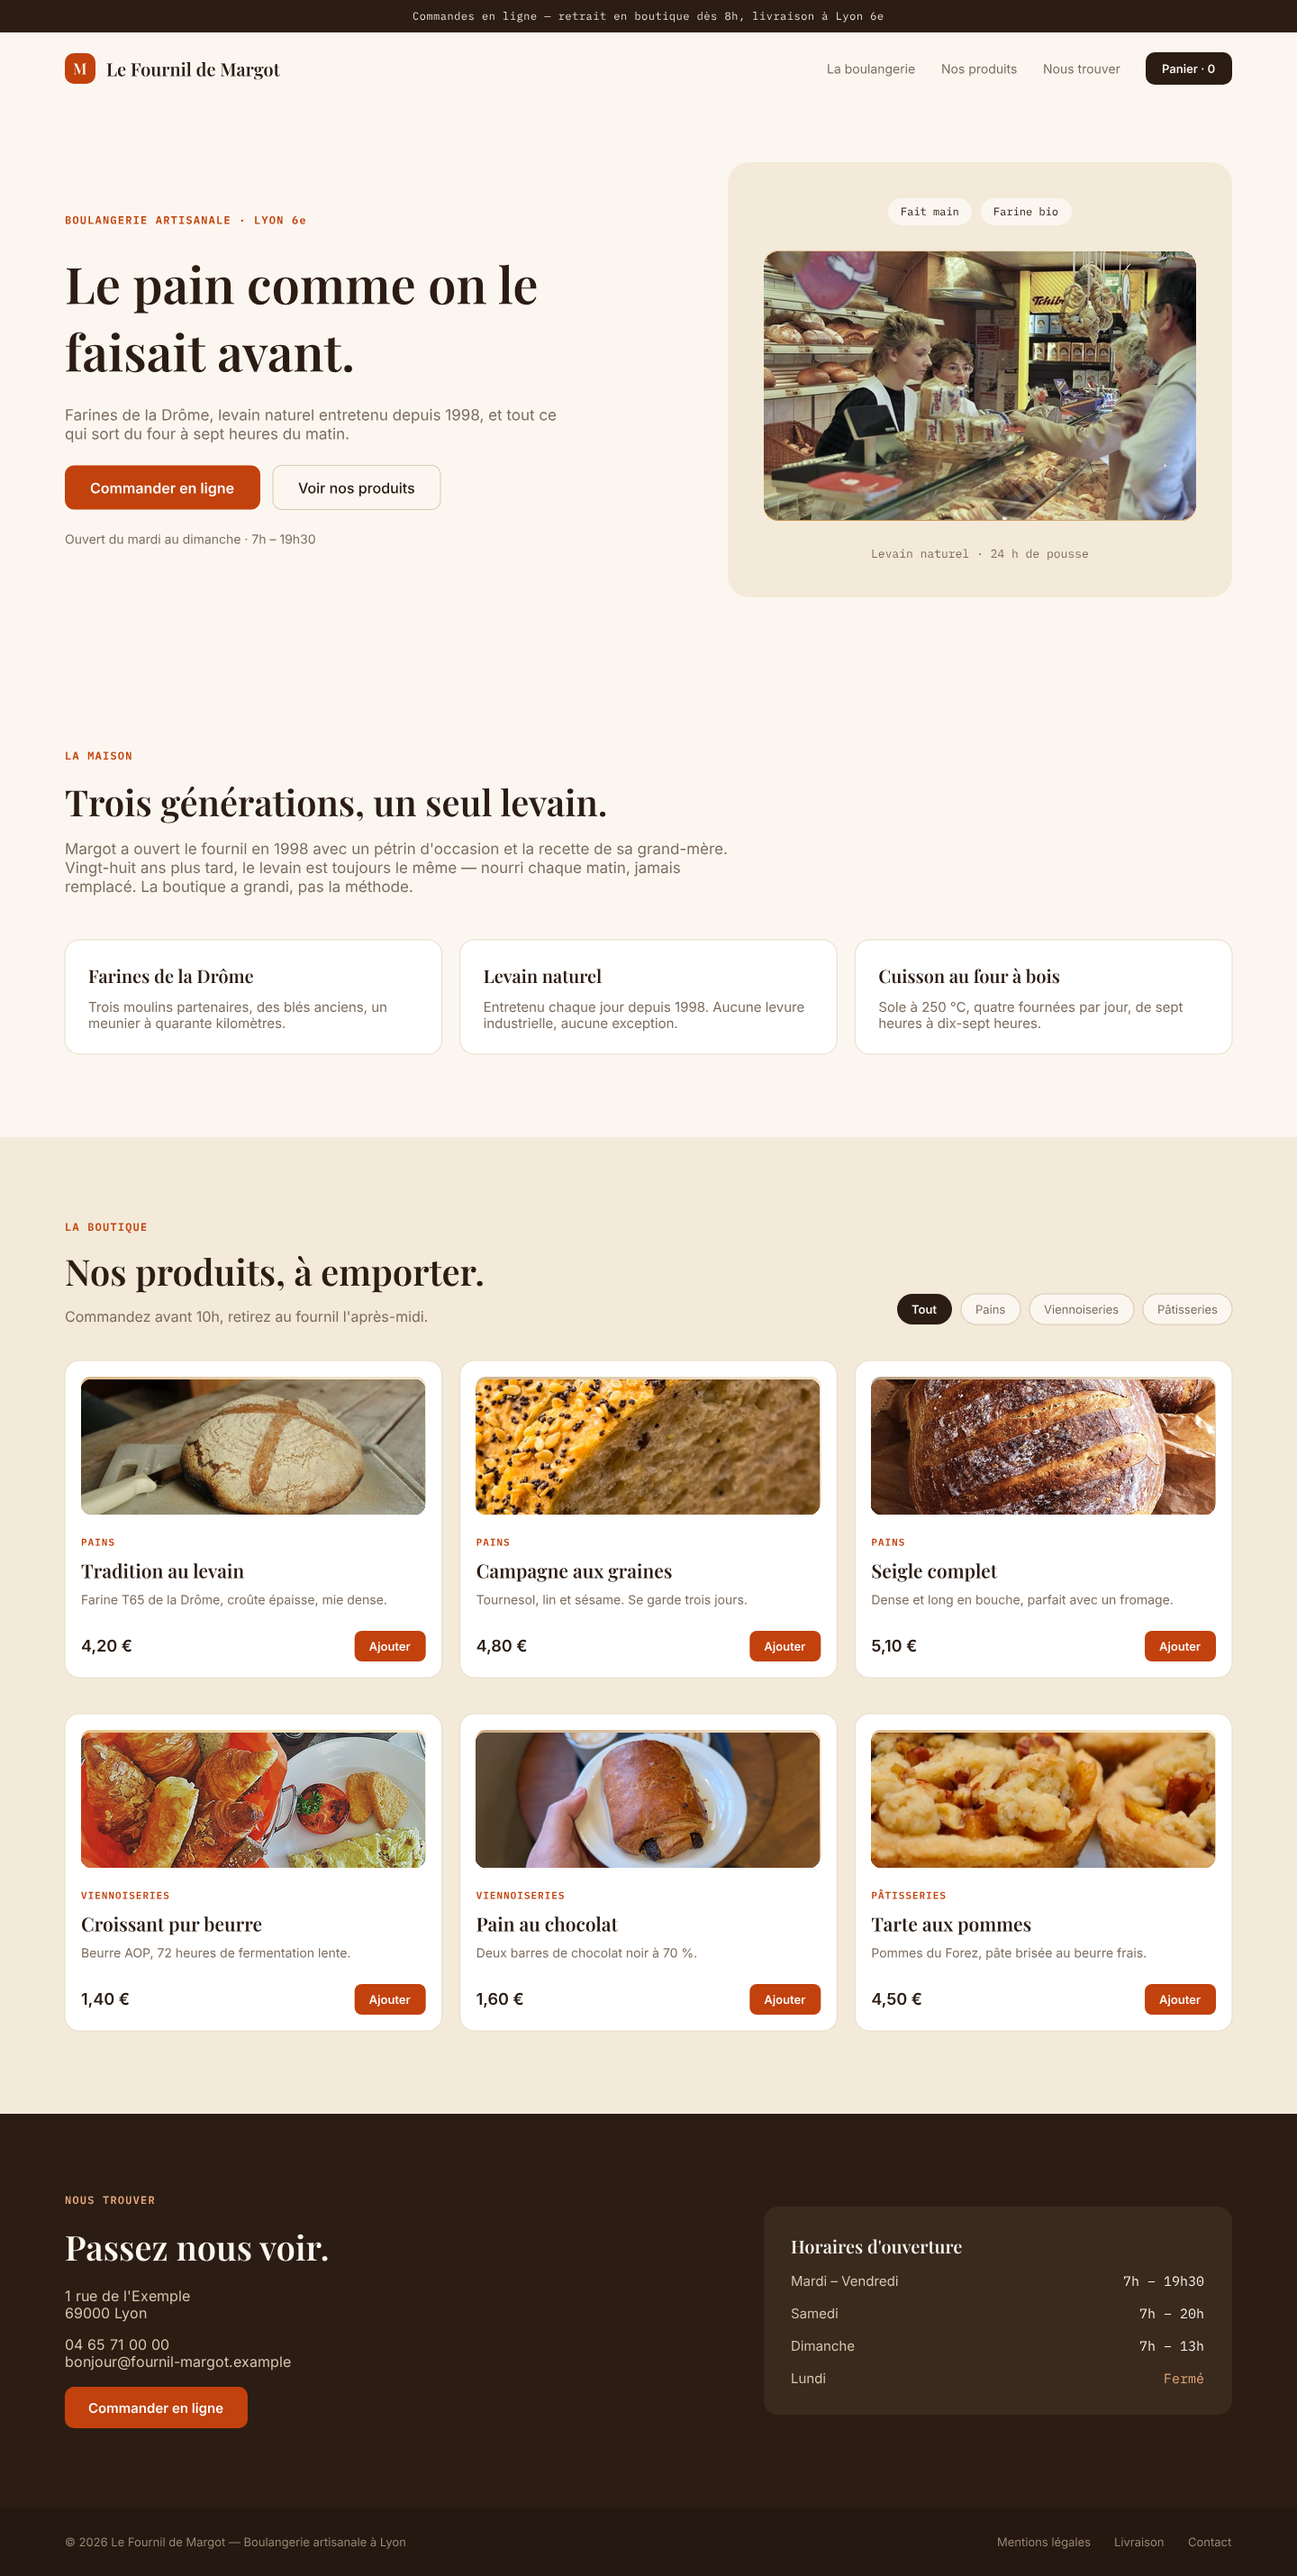 Commandes en ligne — retrait en boutique dès 8h, livraison à Lyon 6e
M
Le Fournil de Margot
La boulangerie
Nos produits
Nous trouver
Panier · 0
BOULANGERIE ARTISANALE · LYON 6e
Le pain comme on le
faisait avant.
Farines de la Drôme, levain naturel entretenu depuis 1998, et tout ce
qui sort du four à sept heures du matin.
Commander en ligne
Voir nos produits
Ouvert du mardi au dimanche · 7h – 19h30
Fait main
Farine bio
Tchibo
Levain naturel · 24 h de pousse
LA MAISON
Trois générations, un seul levain.
Margot a ouvert le fournil en 1998 avec un pétrin d'occasion et la recette de sa grand-mère.
Vingt-huit ans plus tard, le levain est toujours le même — nourri chaque matin, jamais
remplacé. La boutique a grandi, pas la méthode.
Farines de la Drôme
Trois moulins partenaires, des blés anciens, un
meunier à quarante kilomètres.
Levain naturel
Entretenu chaque jour depuis 1998. Aucune levure
industrielle, aucune exception.
Cuisson au four à bois
Sole à 250 °C, quatre fournées par jour, de sept
heures à dix-sept heures.
LA BOUTIQUE
Nos produits, à emporter.
Commandez avant 10h, retirez au fournil l'après-midi.
Tout
Pains
Viennoiseries
Pâtisseries
PAINS
Tradition au levain
Farine T65 de la Drôme, croûte épaisse, mie dense.
4,20 €
Ajouter
PAINS
Campagne aux graines
Tournesol, lin et sésame. Se garde trois jours.
4,80 €
Ajouter
PAINS
Seigle complet
Dense et long en bouche, parfait avec un fromage.
5,10 €
Ajouter
VIENNOISERIES
Croissant pur beurre
Beurre AOP, 72 heures de fermentation lente.
1,40 €
Ajouter
VIENNOISERIES
Pain au chocolat
Deux barres de chocolat noir à 70 %.
1,60 €
Ajouter
PÂTISSERIES
Tarte aux pommes
Pommes du Forez, pâte brisée au beurre frais.
4,50 €
Ajouter
NOUS TROUVER
Passez nous voir.
1 rue de l'Exemple
69000 Lyon
04 65 71 00 00
bonjour@fournil-margot.example
Commander en ligne
Horaires d'ouverture
Mardi – Vendredi
7h – 19h30
Samedi
7h – 20h
Dimanche
7h – 13h
Lundi
Fermé
© 2026 Le Fournil de Margot — Boulangerie artisanale à Lyon
Mentions légales
Livraison
Contact